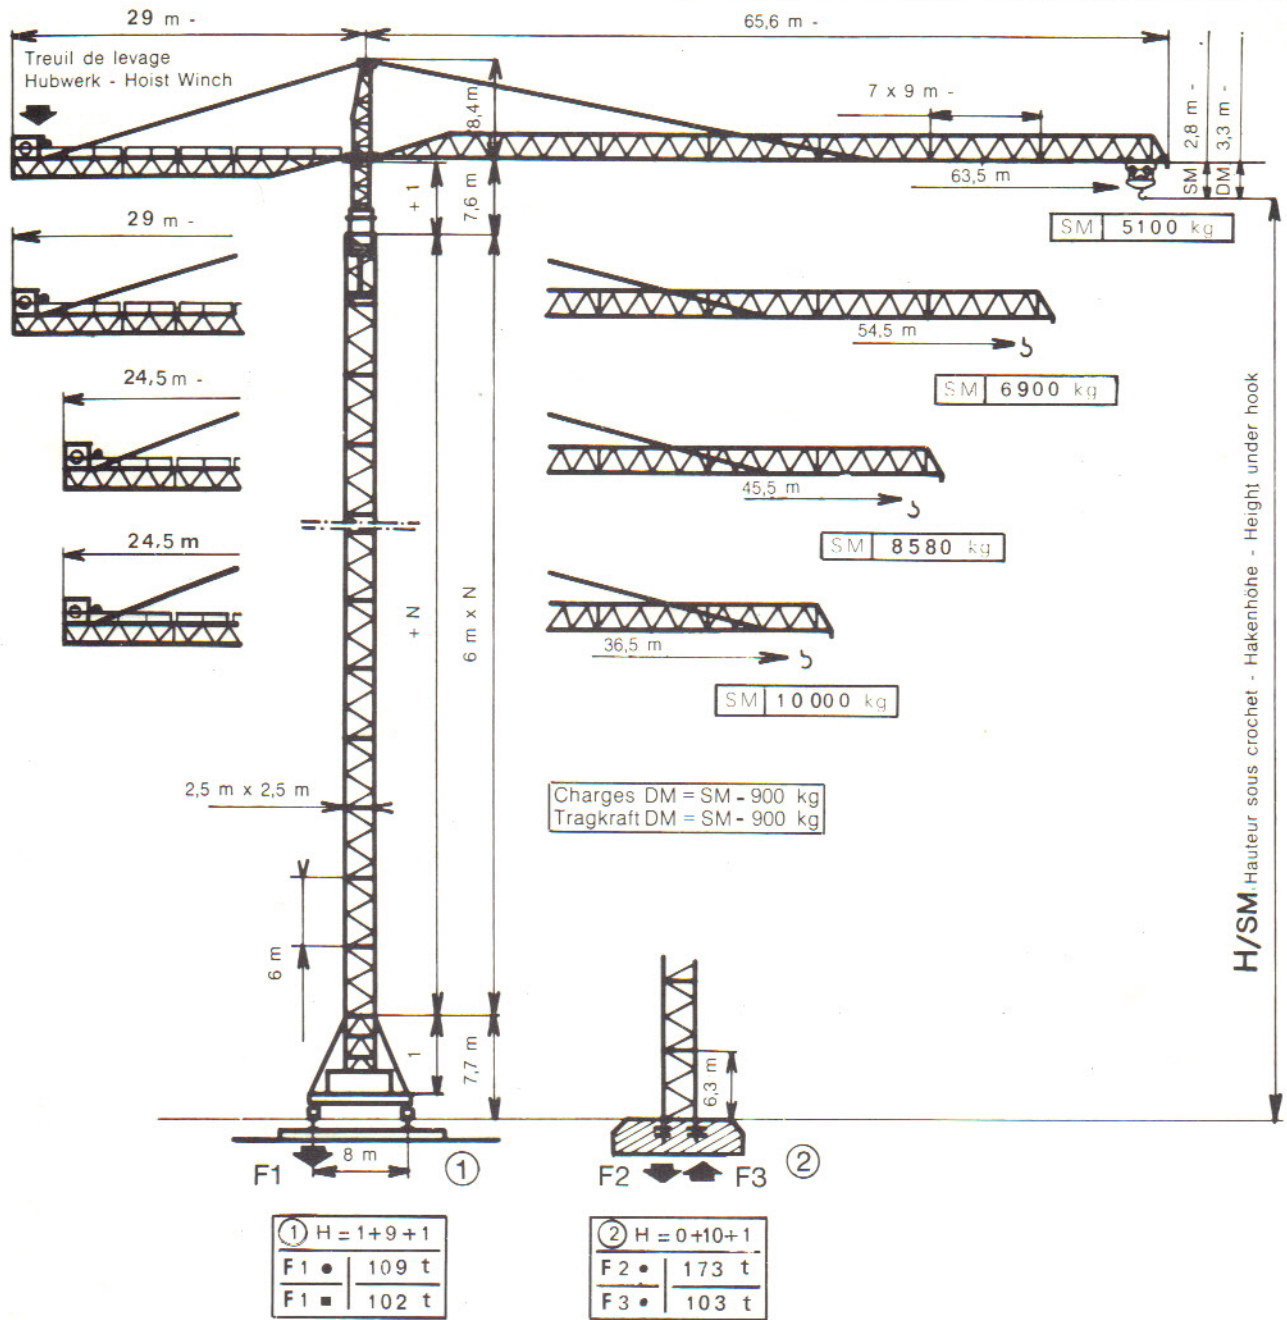 29 m -
65,6 m -
Treuil de levage
Hubwerk - Hoist Winch
8,4 m
7 x 9 m -
SM 2,8 m -
DM 3,3 m -
+ 1
7,6 m
63,5 m
SM 5100 kg
29 m -
54,5 m
SM 6900 kg
24,5 m -
45,5 m
SM 8580 kg
24,5 m
+ N
6 m x N
36,5 m
SM 10 000 kg
H/SM. Hauteur sous crochet - Hakenhöhe - Height under hook
2,5 m x 2,5 m
Charges DM = SM - 900 kg
Tragkraft DM = SM - 900 kg
6 m
1
7,7 m
6,3 m
F1
8 m
1
F2
F3
2
1 H = 1+9+1
F1 ● 109 t
F1 ■ 102 t
2 H = 0+10+1
F2 ● 173 t
F3 ● 103 t